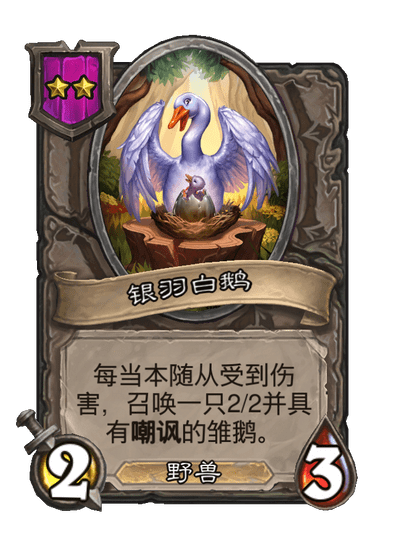 银羽白鹅
每当本随从受到伤
害，召唤一只2/2并具
有嘲讽的雏鹅。
2
野兽
3